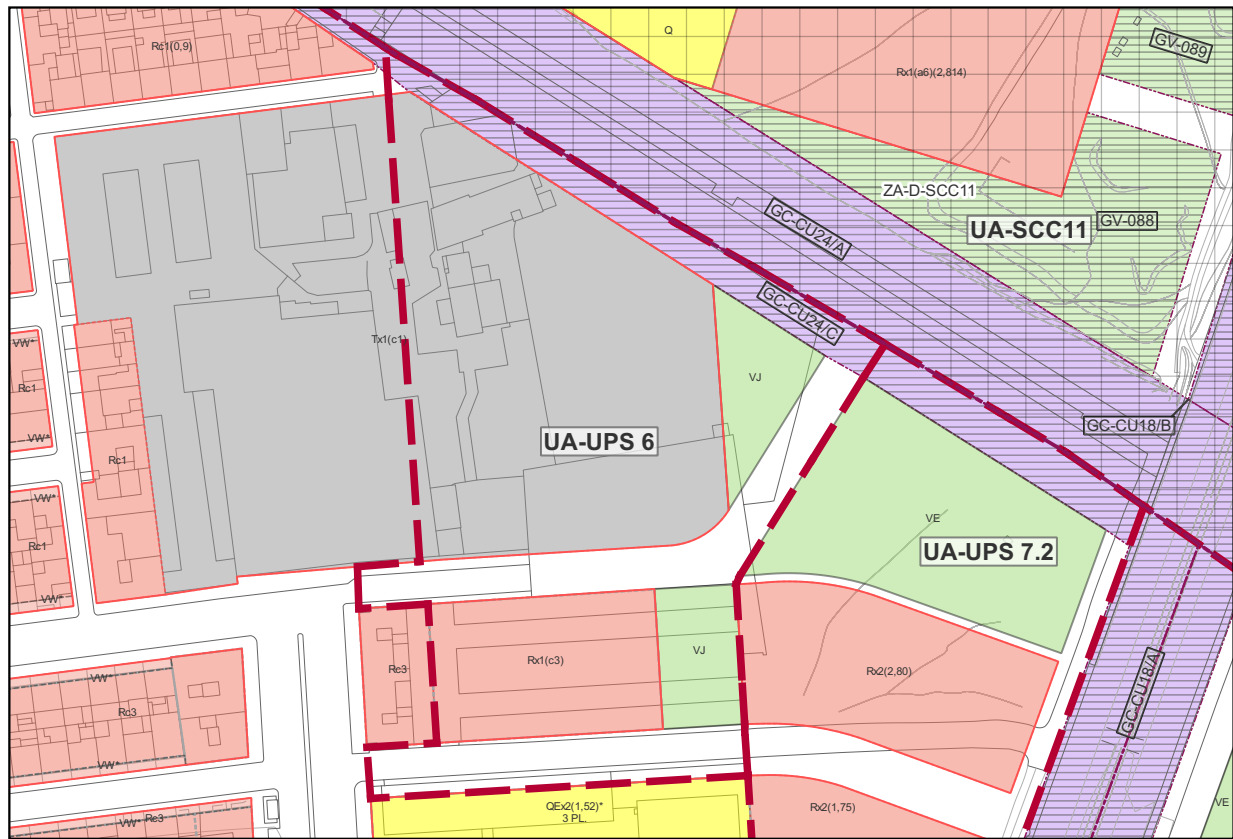 Q
Rc1(0,9)
GV-089
Rx1(a6)(2,814)
ZA-D-SCC11
GV-088
UA-SCC11
GC-CU24/A
GC-CU24/C
Tx1(c1)
VW*
VJ
Rc1
GC-CU18/B
VW*
UA-UPS 6
Rc1
VW*
VE
Rc1
UA-UPS 7.2
VW*
Rx1(c3)
VJ
Rc3
Rx2(2,80)
VW*
GC-CU18/A
Rc3
VW*
QEx2(1,52)*
3 PL.
Rx2(1,75)
VE
VW*
Rc3